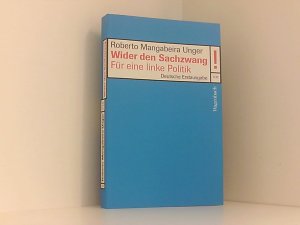 Roberto Mangabeira Unger
Wider den Sachzwang
Für eine linke Politik
Deutsche Erstausgabe
!
Wagenbach